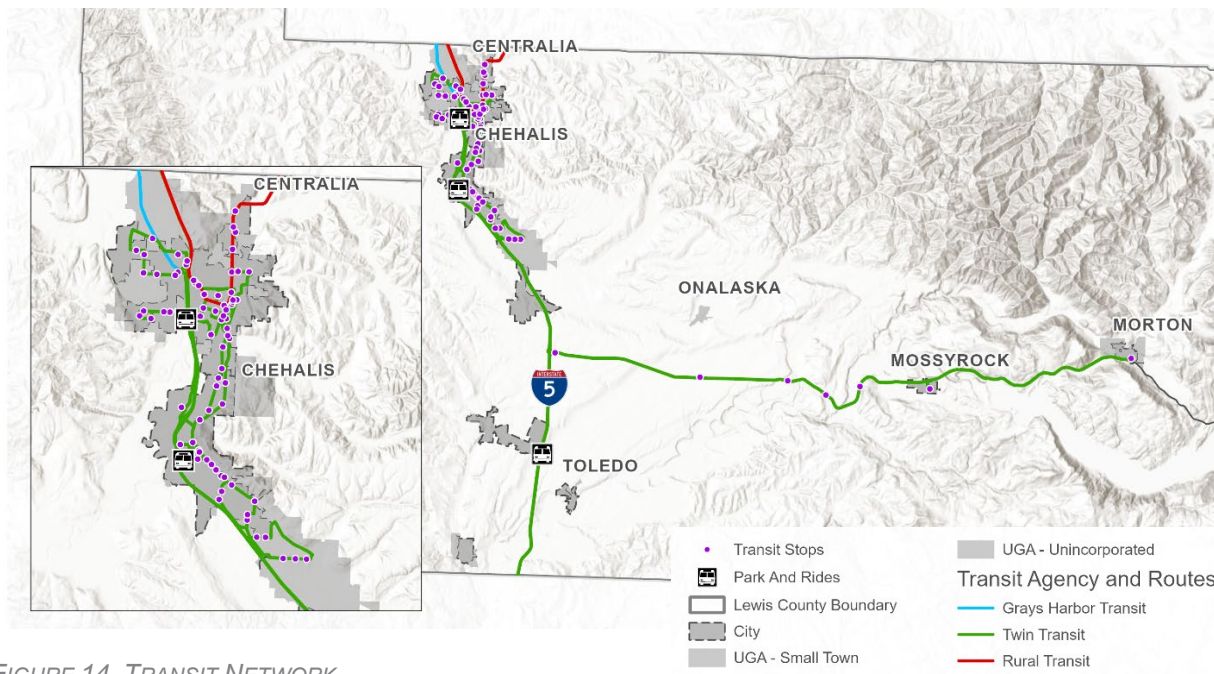 CENTRALIA
CHEHALIS
CENTRALIA
CHEHALIS
ONALASKA
MORTON
MOSSYROCK
INTERSTATE
5
TOLEDO
Transit Stops
Park And Rides
Lewis County Boundary
City
UGA - Small Town
UGA - Unincorporated
Transit Agency and Routes
Grays Harbor Transit
Twin Transit
Rural Transit
FIGURE 14. TRANSIT NETWORK